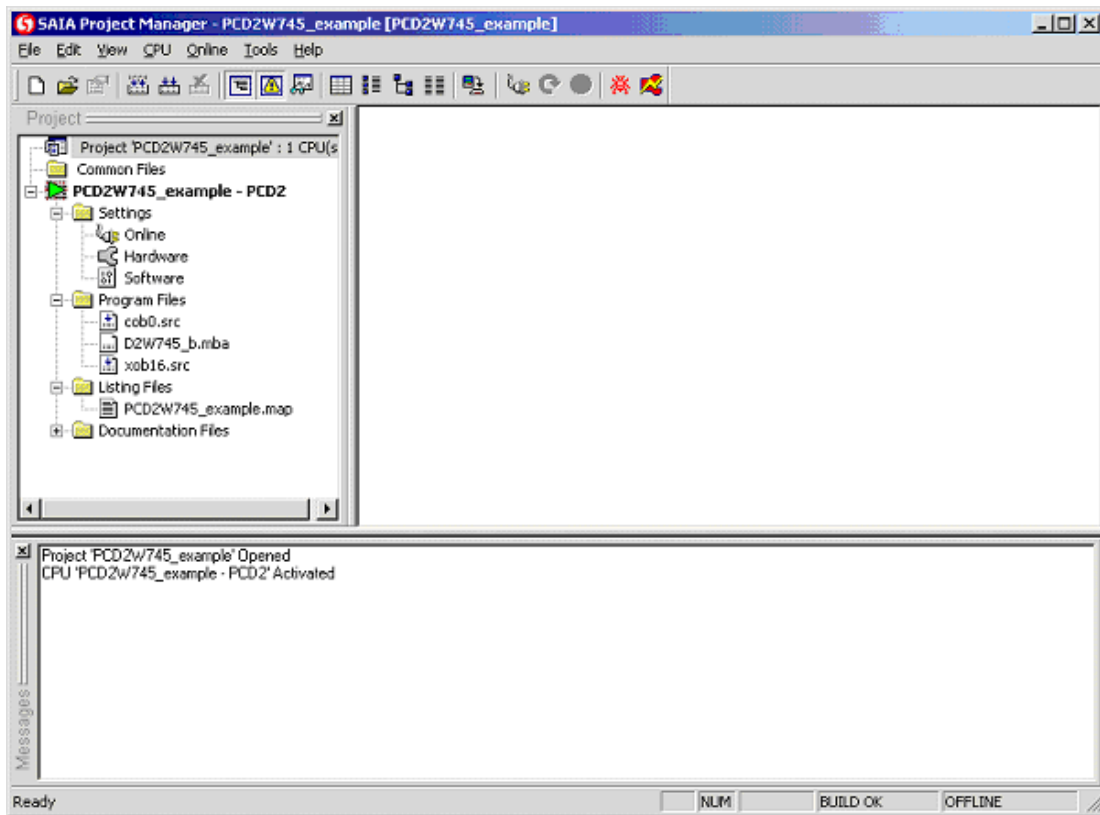 SAIA Project Manager - PCD2W745_example [PCD2W745_example]
File Edit View CPU Online Tools Help
Project
Project 'PCD2W745_example' : 1 CPU(s
Common Files
PCD2W745_example - PCD2
Settings
Online
Hardware
Software
Program Files
cob0.src
D2W745_b.mba
xob16.src
Listing Files
PCD2W745_example.map
Documentation Files
Project 'PCD2W745_example' Opened
CPU 'PCD2W745_example - PCD2' Activated
Messages
Ready NUM BUILD OK OFFLINE